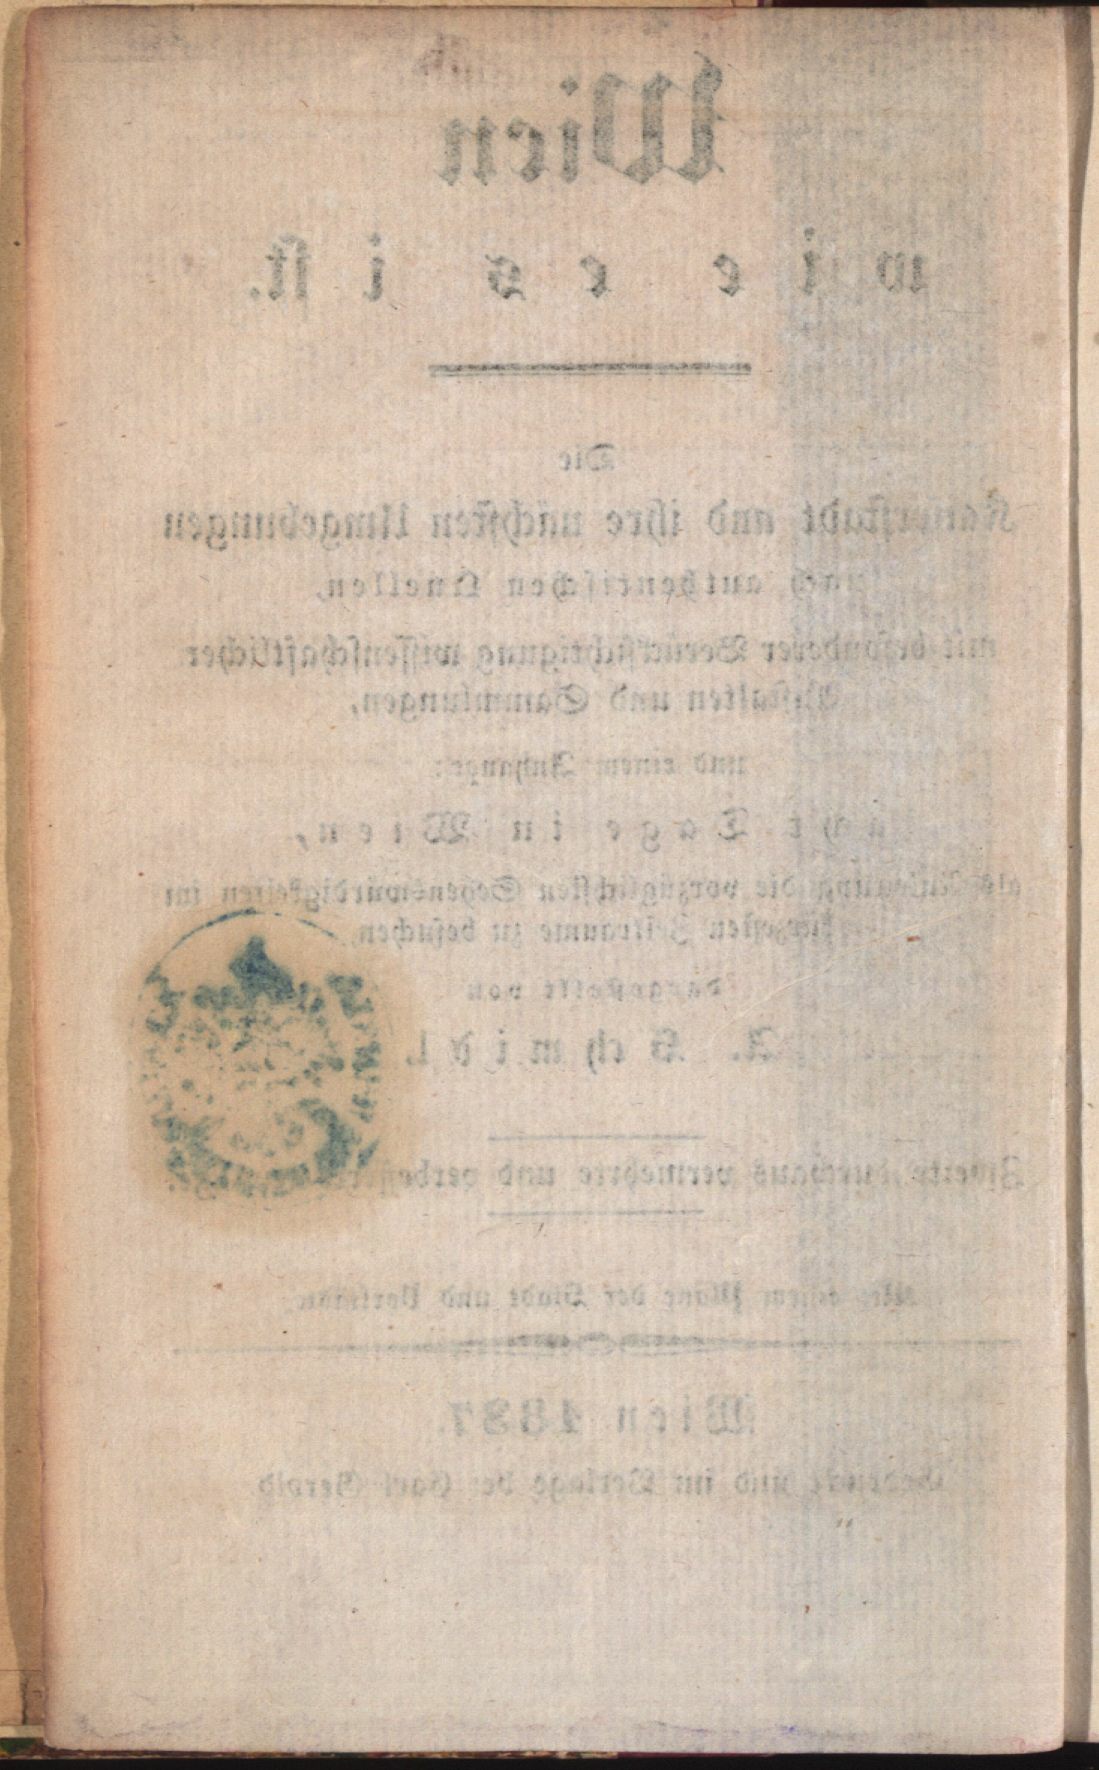 Wien
wie es ist.
Die
Kaiserstadt und ihre nächsten Umgebungen
nach authentischen Quellen,
mit besonderer Berücksichtigung wissenschaftlicher
Anstalten und Sammlungen,
und einem Anhange:
Tage in Wien,
als Anleitung, die vorzüglichsten Sehenswürdigkeiten im
kürzesten Zeitraume zu besuchen,
dargestellt von
A. Schmidl.
Zweite durchaus vermehrte und verbesserte
Plane der Stadt und Vorstädte.
Wien 1837.
Gedruckt und im Verlage bei Carl Gerold.